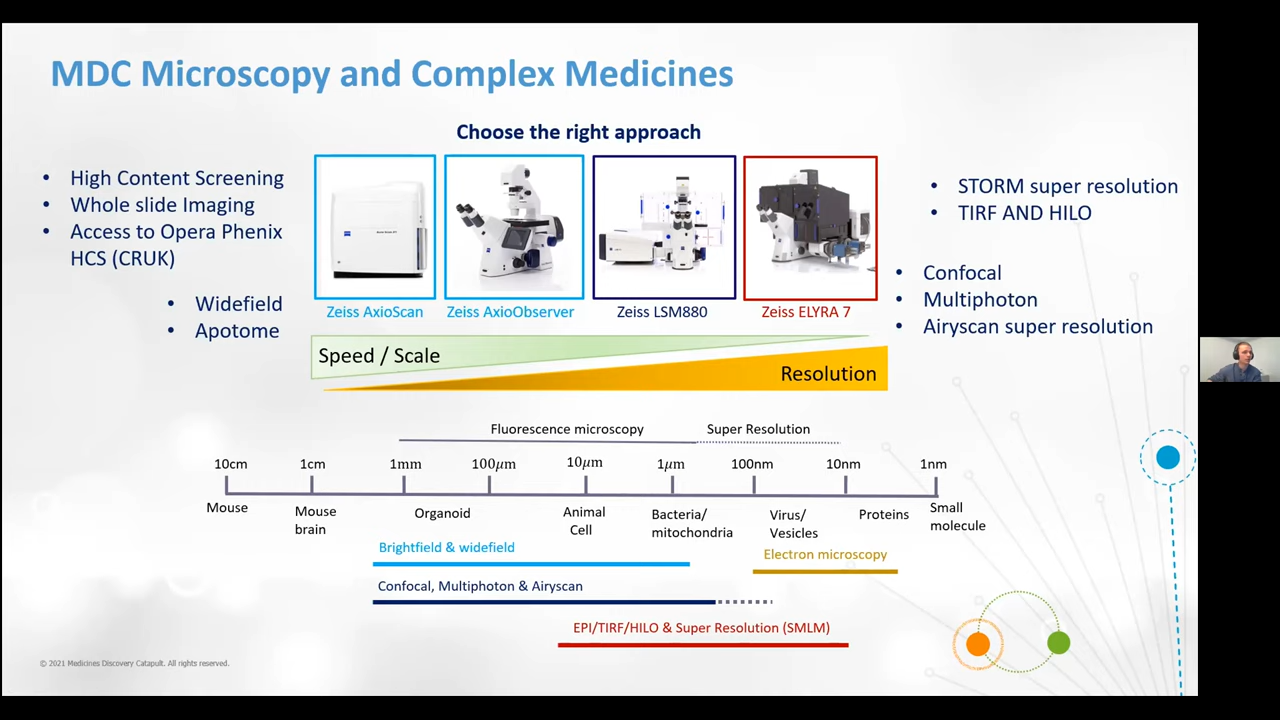 MDC Microscopy and Complex Medicines
Choose the right approach
• High Content Screening
• Whole slide Imaging
• Access to Opera Phenix
HCS (CRUK)
• Widefield
• Apotome
Zeiss AxioScan
Zeiss AxioObserver
Zeiss LSM880
Zeiss ELYRA 7
• STORM super resolution
• TIRF AND HILO
• Confocal
• Multiphoton
• Airyscan super resolution
Speed / Scale
Resolution
Fluorescence microscopy
Super Resolution
10cm
1cm
1mm
100μm
10μm
1μm
100nm
10nm
1nm
Mouse
Mouse
brain
Organoid
Animal
Cell
Bacteria/
mitochondria
Virus/
Vesicles
Proteins
Small
molecule
Brightfield & widefield
Electron microscopy
Confocal, Multiphoton & Airyscan
EPI/TIRF/HILO & Super Resolution (SMLM)
© 2021 Medicines Discovery Catapult. All rights reserved.